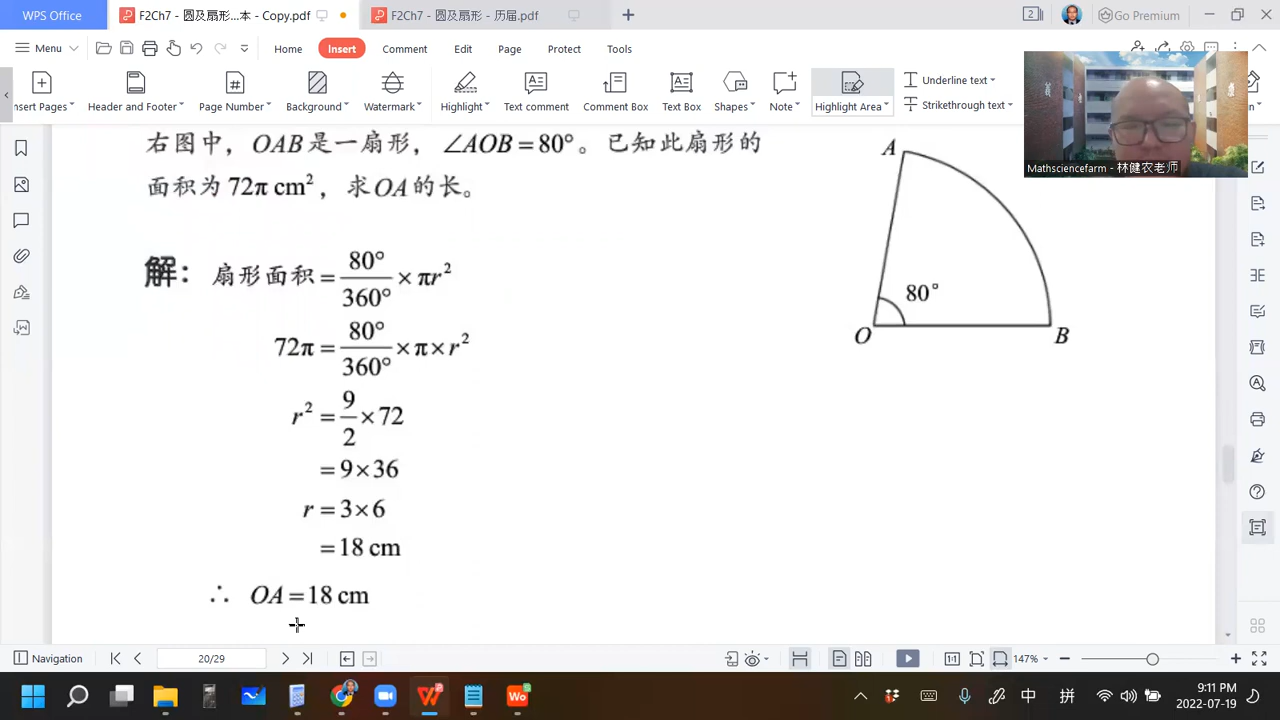 WPS Office
F2Ch7 - 圆及扇形...本 - Copy.pdf
F2Ch7 - 圆及扇形 - 历届.pdf
2
Go Premium
Menu
Home
Insert
Comment
Edit
Page
Protect
Tools
nsert Pages
Header and Footer
Page Number
Background
Watermark
Highlight
Text comment
Comment Box
Text Box
Shapes
Note
Highlight Area
Underline text
Strikethrough text
Mathsciencefarm - 林健农老师
右图中，OAB是一扇形，∠AOB = 80°。已知此扇形的
面积为 72π cm²，求OA的长。
A
80°
O
B
解：扇形面积 = 80°/360° × πr²
72π = 80°/360° × π × r²
r² = 9/2 × 72
= 9 × 36
r = 3 × 6
= 18 cm
∴ OA = 18 cm
Navigation
20/29
147%
中
拼
9:11 PM
2022-07-19